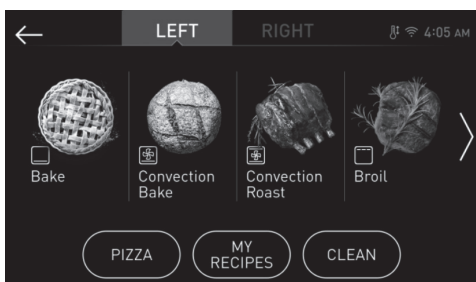 LEFT
RIGHT
4:05 AM
Bake
Convection
Bake
Convection
Roast
Broil
PIZZA
MY
RECIPES
CLEAN